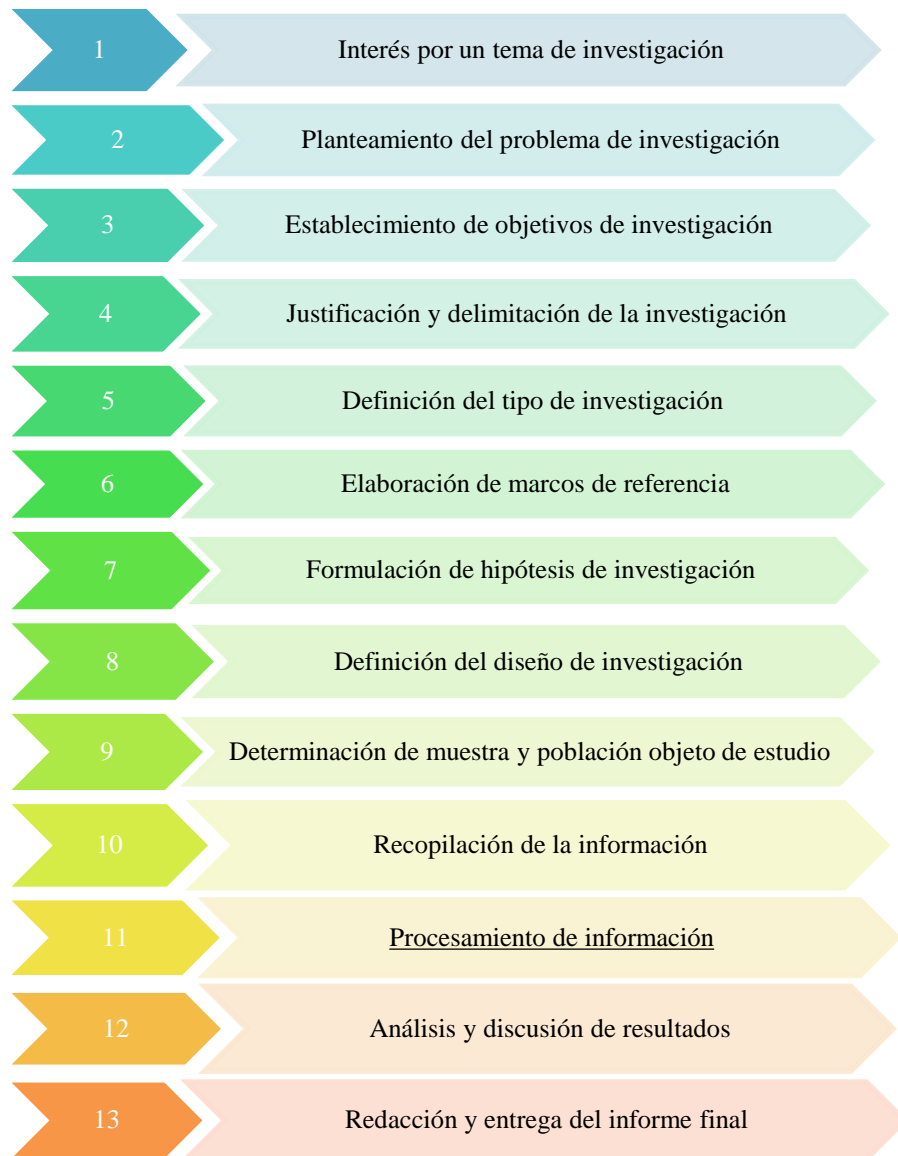 1 Interés por un tema de investigación
2 Planteamiento del problema de investigación
3 Establecimiento de objetivos de investigación
4 Justificación y delimitación de la investigación
5 Definición del tipo de investigación
6 Elaboración de marcos de referencia
7 Formulación de hipótesis de investigación
8 Definición del diseño de investigación
9 Determinación de muestra y población objeto de estudio
10 Recopilación de la información
11 Procesamiento de información
12 Análisis y discusión de resultados
13 Redacción y entrega del informe final